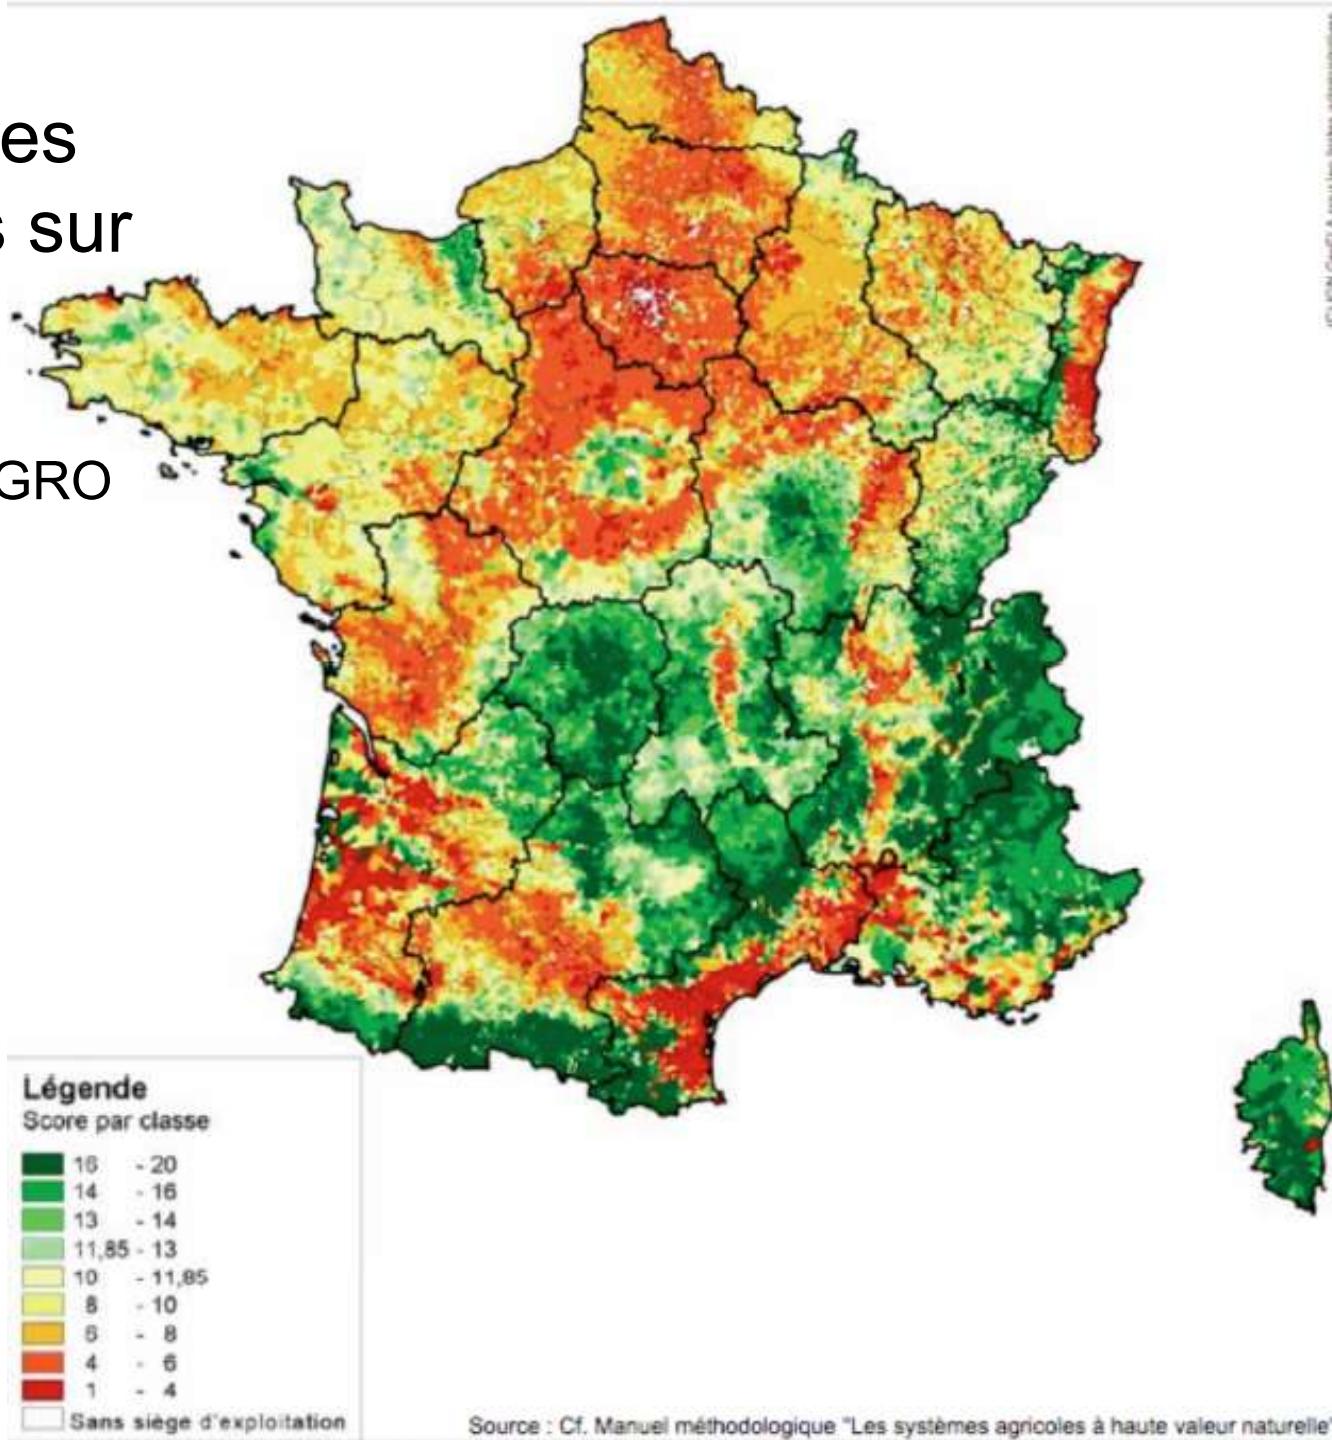 es
s sur
GRO
Légende
Score par classe
16 - 20
14 - 16
13 - 14
11,85 - 13
10 - 11,85
8 - 10
6 - 8
4 - 6
1 - 4
Sans siège d'exploitation
Source : Cf. Manuel méthodologique "Les systèmes agricoles à haute valeur naturelle"